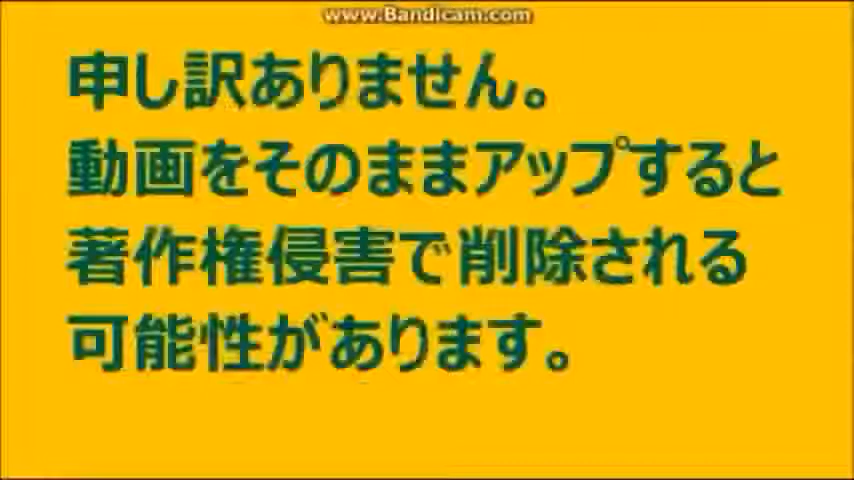 www.Bandicam.com
申し訳ありません。
動画をそのままアップすると
著作権侵害で削除される
可能性があります。